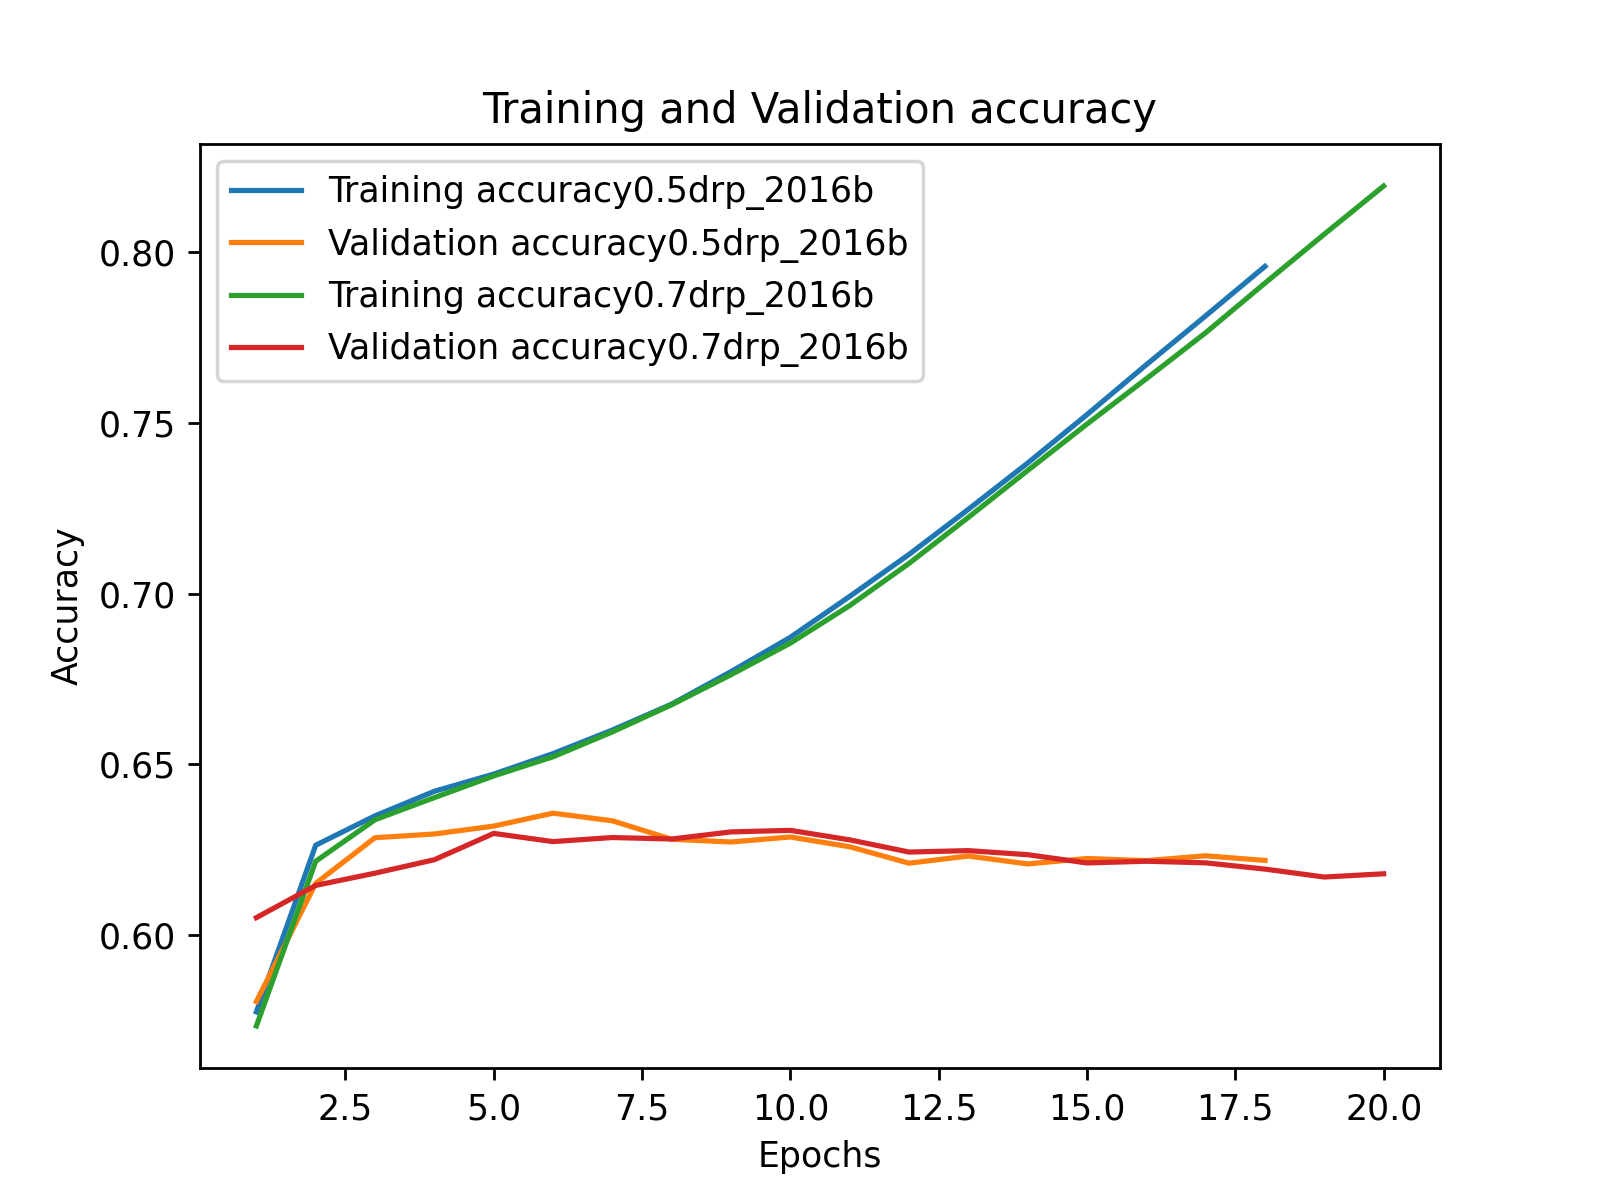 Training and Validation accuracy
Training accuracy0.5drp_2016b
Validation accuracy0.5drp_2016b
Training accuracy0.7drp_2016b
Validation accuracy0.7drp_2016b
Accuracy
0.80
0.75
0.70
0.65
0.60
2.5 5.0 7.5 10.0 12.5 15.0 17.5 20.0
Epochs